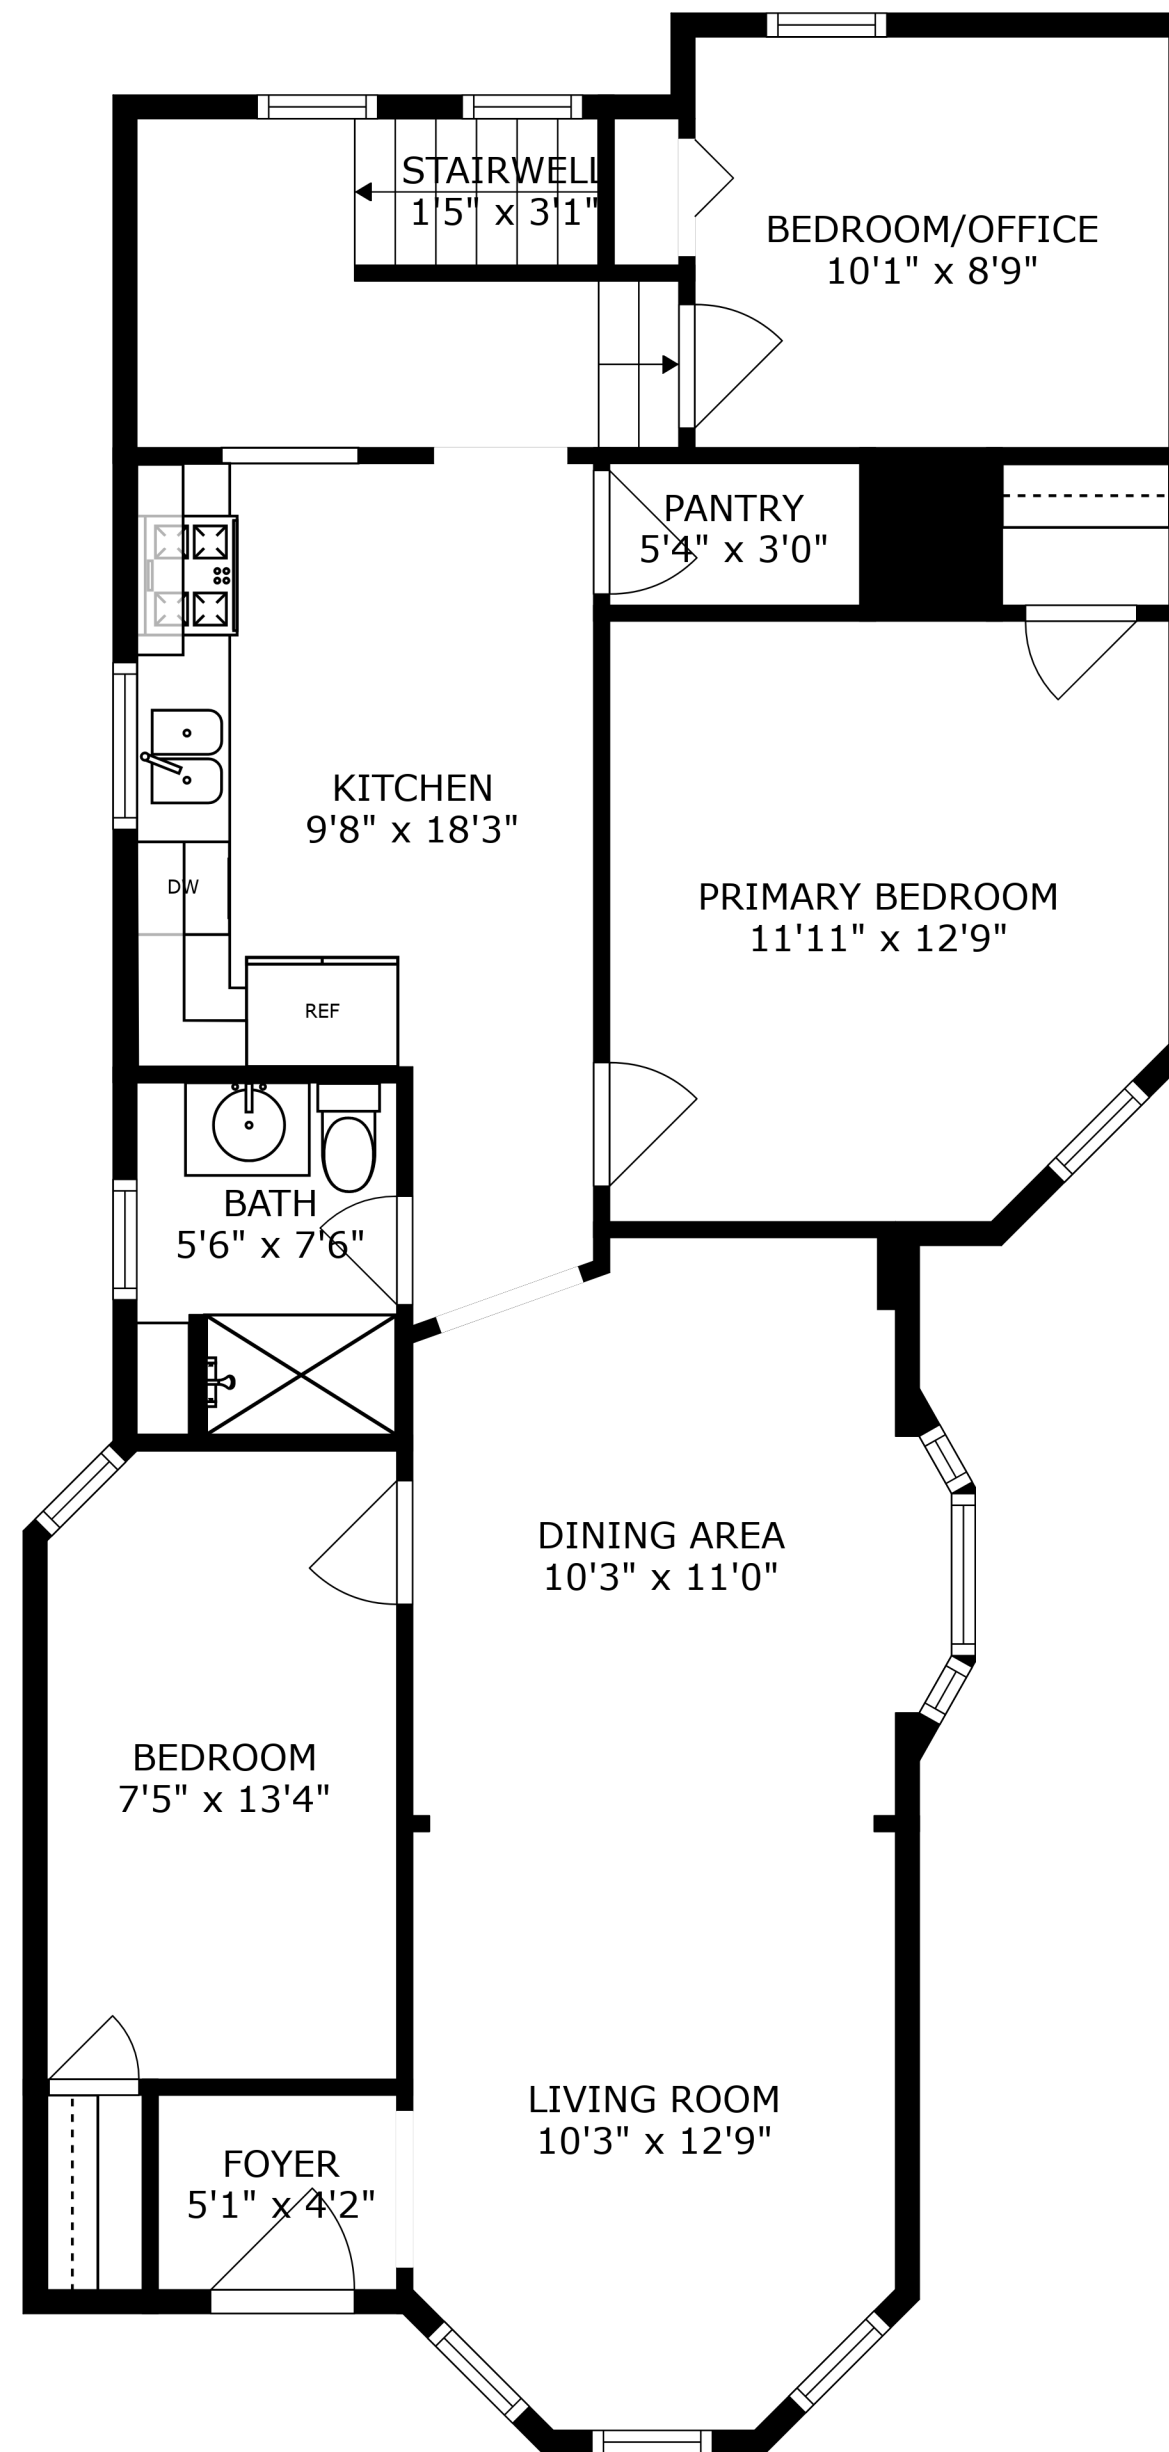 STAIRWELL
1'5" x 3'1"
BEDROOM/OFFICE
10'1" x 8'9"
PANTRY
5'4" x 3'0"
KITCHEN
9'8" x 18'3"
DW
PRIMARY BEDROOM
11'11" x 12'9"
REF
BATH
5'6" x 7'6"
DINING AREA
10'3" x 11'0"
BEDROOM
7'5" x 13'4"
LIVING ROOM
10'3" x 12'9"
FOYER
5'1" x 4'2"